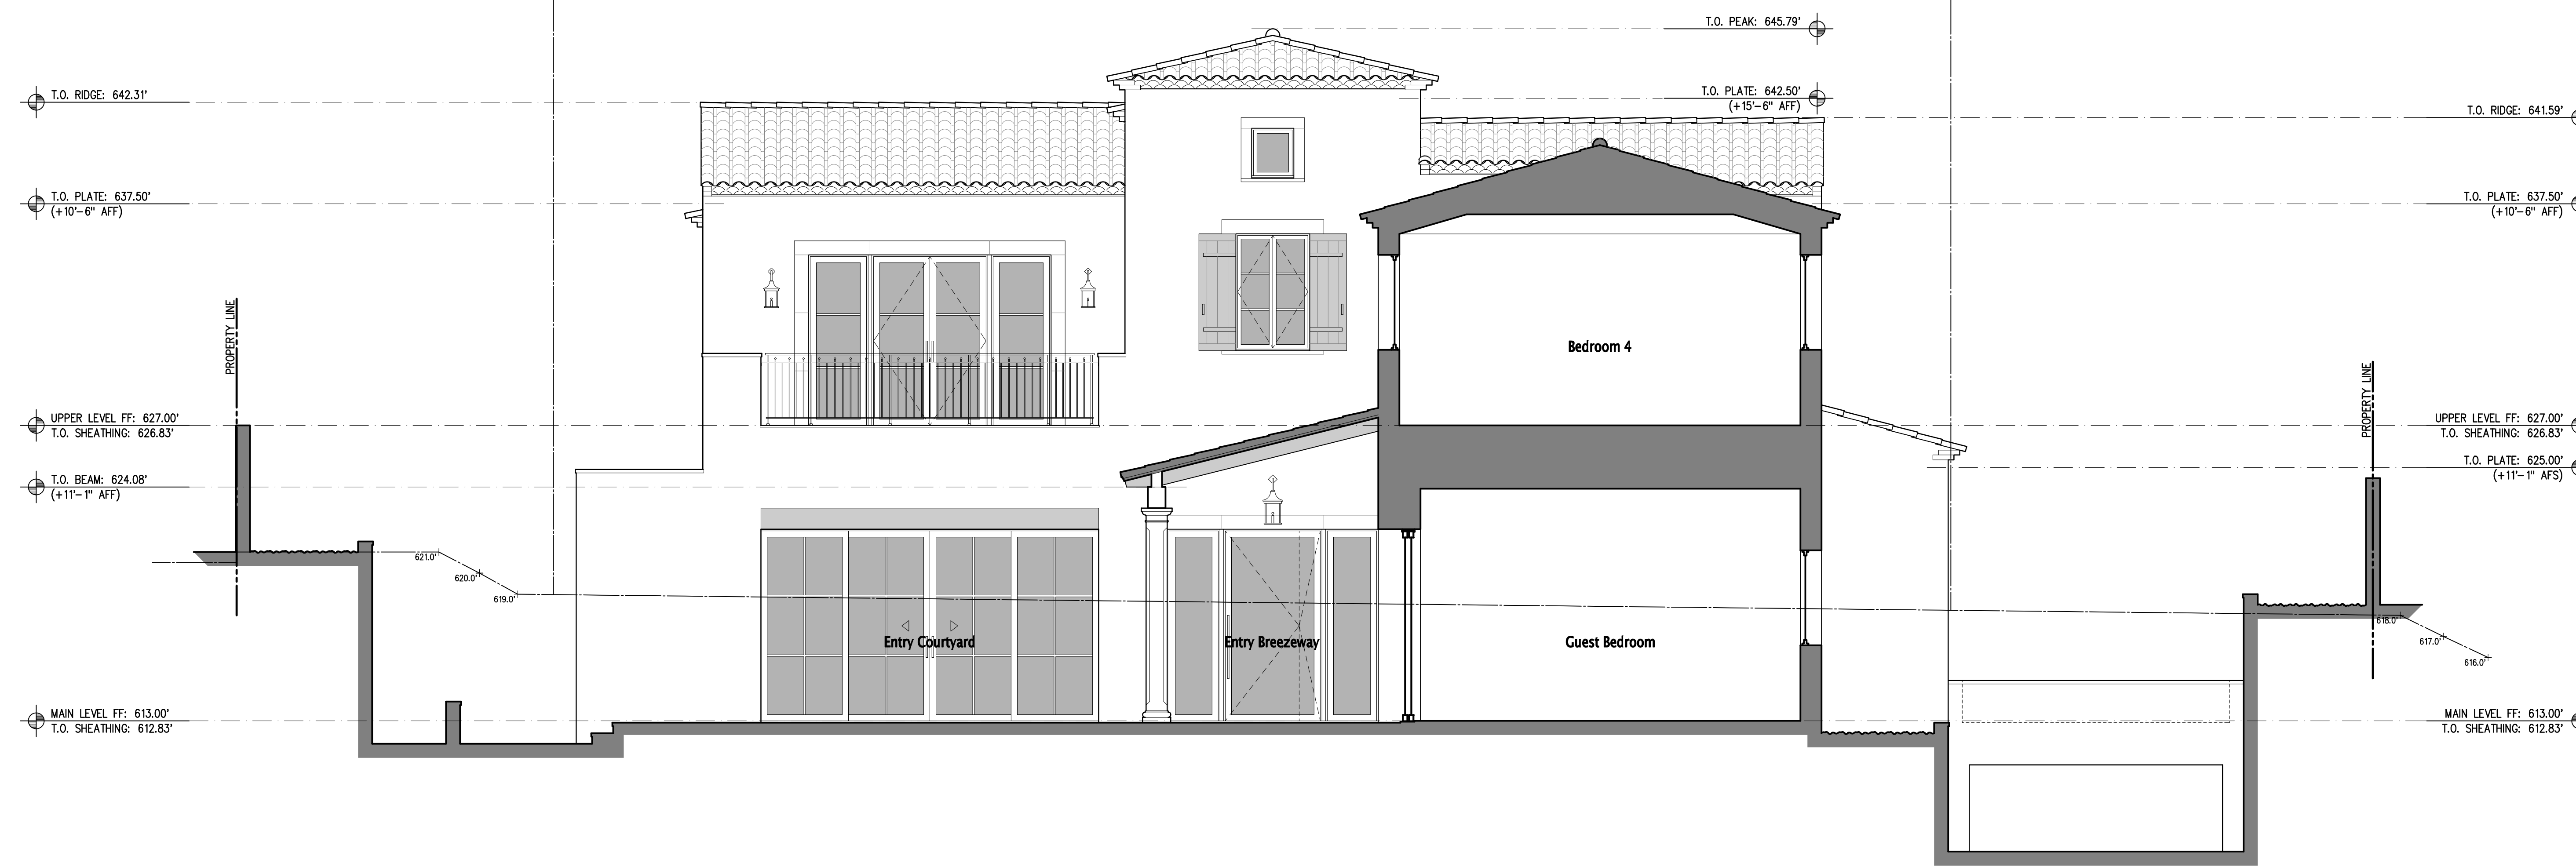 T.O. PEAK: 645.79'
T.O. RIDGE: 642.31'
T.O. PLATE: 642.50'
(+15'-6" AFF)
T.O. RIDGE: 641.59'
T.O. PLATE: 637.50'
(+10'-6" AFF)
T.O. PLATE: 637.50'
(+10'-6" AFF)
PROPERTY LINE
Bedroom 4
PROPERTY LINE
UPPER LEVEL FF: 627.00'
T.O. SHEATHING: 626.83'
UPPER LEVEL FF: 627.00'
T.O. SHEATHING: 626.83'
T.O. BEAM: 624.08'
(+11'-1" AFF)
T.O. PLATE: 625.00'
(+11'-1" AFS)
621.0'
620.0'
619.0'
618.0'
617.0'
616.0'
Entry Courtyard
Entry Breezeway
Guest Bedroom
MAIN LEVEL FF: 613.00'
T.O. SHEATHING: 612.83'
MAIN LEVEL FF: 613.00'
T.O. SHEATHING: 612.83'